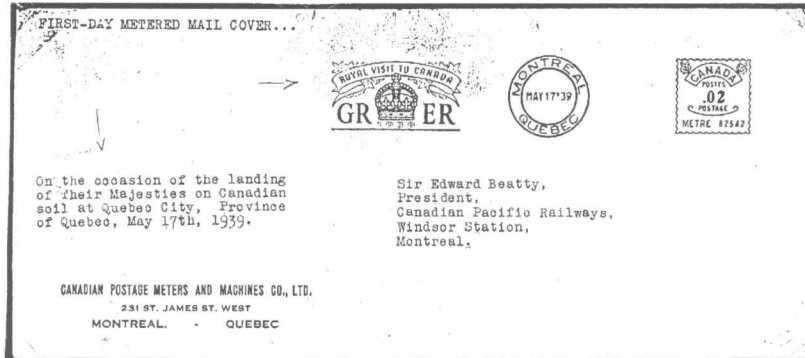 FIRST-DAY METERED MAIL COVER...
ROYAL VISIT TO CANADA
GR ER
MONTREAL
MAY 17 '39
QUEBEC
CANADA
POSTES
.02
POSTAGE
METRE 82542
On the occasion of the landing
of Their Majesties on Canadian
soil at Quebec City, Province
of Quebec, May 17th, 1939.
Sir Edward Beatty,
President,
Canadian Pacific Railways,
Windsor Station,
Montreal.
CANADIAN POSTAGE METERS AND MACHINES CO., LTD.
231 ST. JAMES ST. WEST
MONTREAL. - QUEBEC